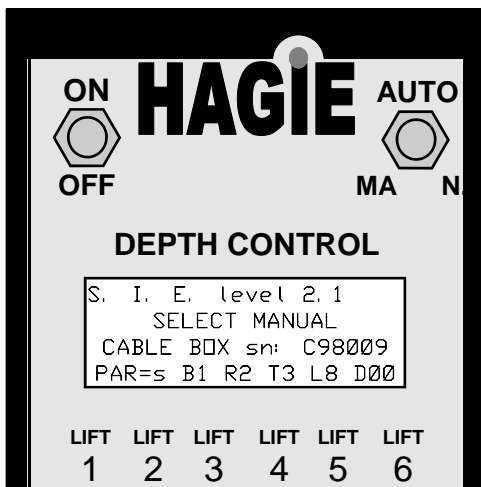 HAGIE
ON AUTO
OFF MA N.
DEPTH CONTROL
S. I. E. level 2.1
SELECT MANUAL
CABLE BOX sn: C98009
PAR=s B1 R2 T3 L8 D00
LIFT LIFT LIFT LIFT LIFT LIFT
1 2 3 4 5 6